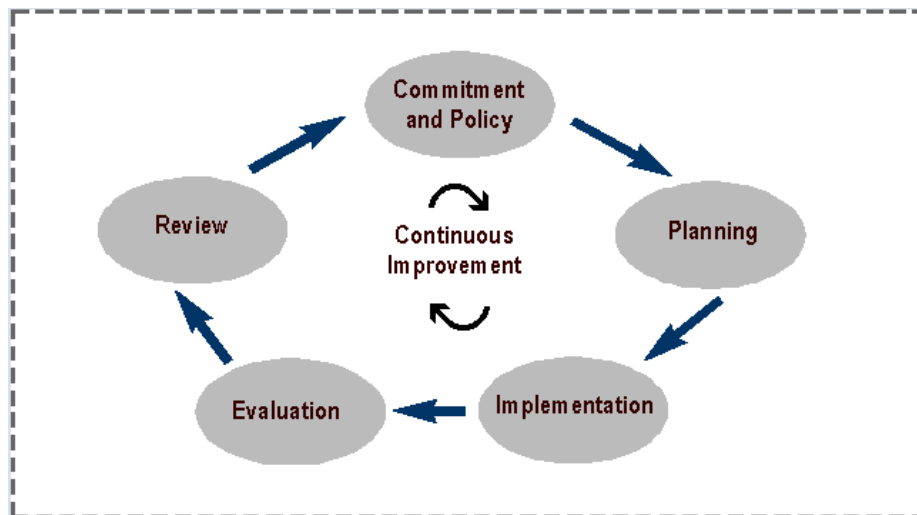 Commitment
and Policy
Review
Planning
Continuous
Improvement
Evaluation
Implementation